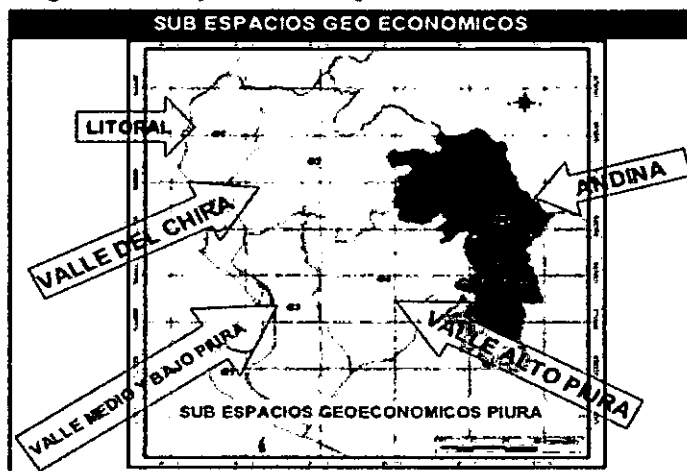 SUB ESPACIOS GEO ECONOMICOS
LITORAL
ANDINA
VALLE DEL CHIRA
VALLE MEDIO Y BAJO PIURA
VALLE ALTO PIURA
SUB ESPACIOS GEOECONOMICOS PIURA